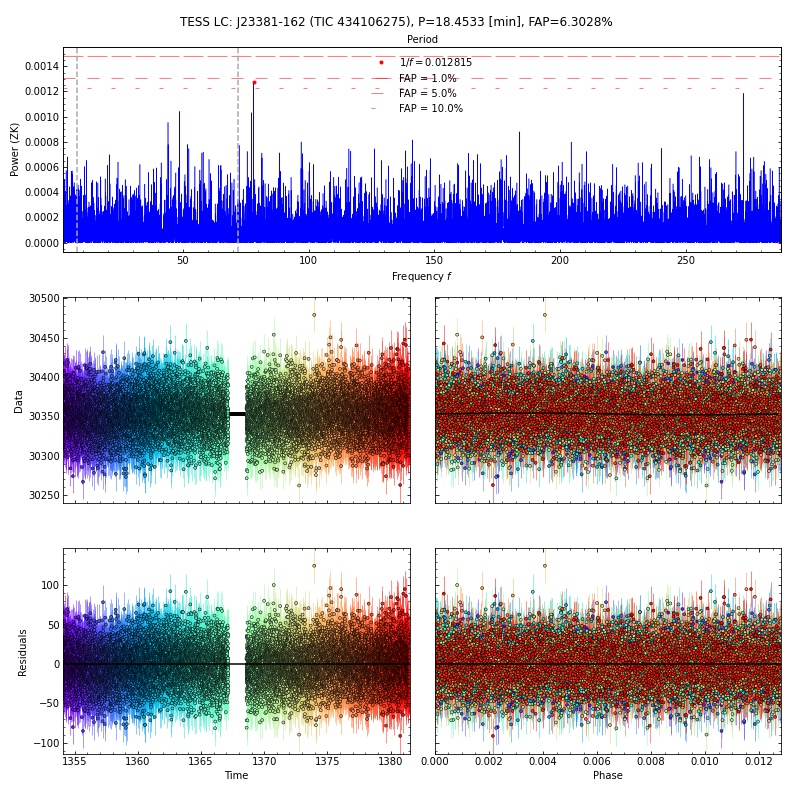 TESS LC: J23381-162 (TIC 434106275), P=18.4533 [min], FAP=6.3028%
Period
1/f = 0.012815
FAP = 1.0%
FAP = 5.0%
FAP = 10.0%
Power (ZK)
0.0014
0.0012
0.0010
0.0008
0.0006
0.0004
0.0002
0.0000
50 100 150 200 250
Frequency f
Data
30500
30450
30400
30350
30300
30250
Residuals
100
50
0
−50
−100
1355 1360 1365 1370 1375 1380
Time
0.000 0.002 0.004 0.006 0.008 0.010 0.012
Phase